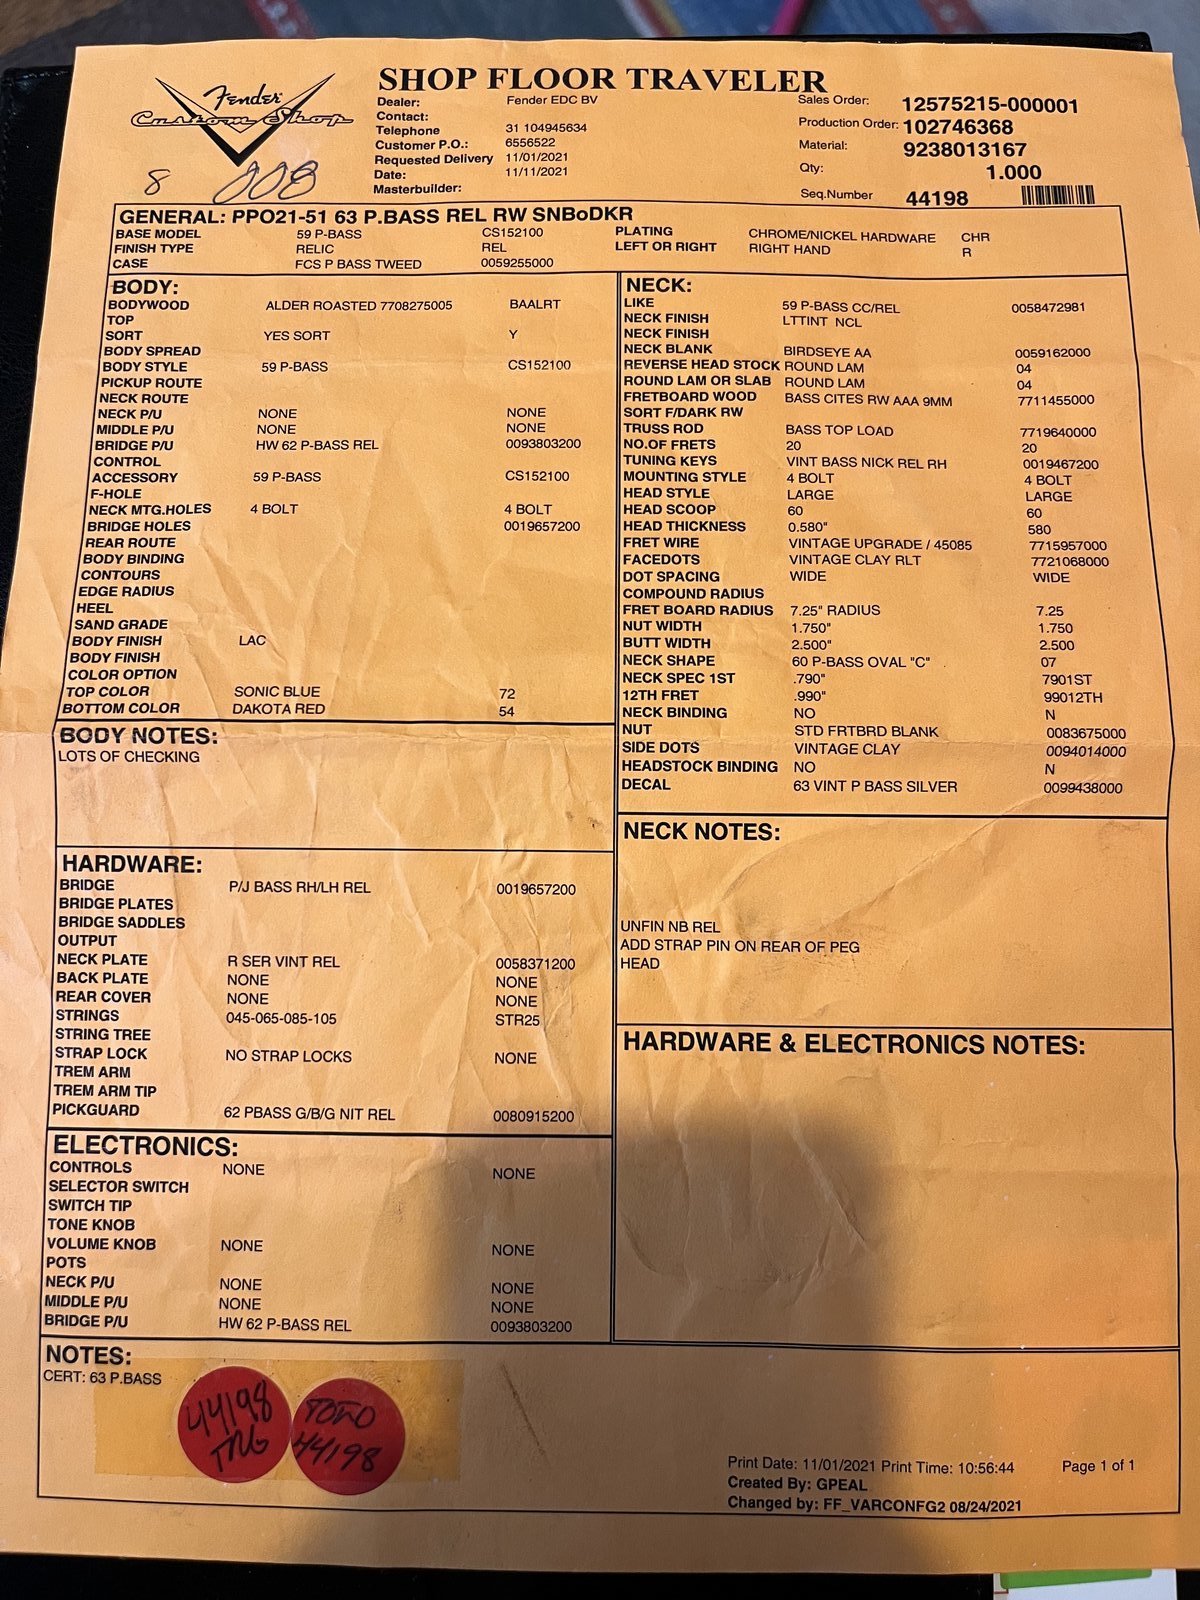 Fender
Custom Shop
SHOP FLOOR TRAVELER
Dealer: Fender EDC BV
Contact:
Telephone 31 104945634
Customer P.O.: 6556522
Requested Delivery 11/01/2021
Date: 11/11/2021
Masterbuilder:
Sales Order: 12575215-000001
Production Order: 102746368
Material: 9238013167
Qty: 1.000
Seq.Number 44198
8
GENERAL: PPO21-51 63 P.BASS REL RW SNBoDKR
BASE MODEL 59 P-BASS CS152100 PLATING CHROME/NICKEL HARDWARE CHR
FINISH TYPE RELIC REL LEFT OR RIGHT RIGHT HAND R
CASE FCS P BASS TWEED 0059255000
BODY:
BODYWOOD ALDER ROASTED 7708275005 BAALRT
TOP
SORT YES SORT Y
BODY SPREAD
BODY STYLE 59 P-BASS CS152100
PICKUP ROUTE
NECK ROUTE
NECK P/U NONE NONE
MIDDLE P/U NONE NONE
BRIDGE P/U HW 62 P-BASS REL 0093803200
CONTROL
ACCESSORY 59 P-BASS CS152100
F-HOLE
NECK MTG.HOLES 4 BOLT 4 BOLT
BRIDGE HOLES 0019657200
REAR ROUTE
BODY BINDING
CONTOURS
EDGE RADIUS
HEEL
SAND GRADE
BODY FINISH LAC
BODY FINISH
COLOR OPTION
TOP COLOR SONIC BLUE 72
BOTTOM COLOR DAKOTA RED 54
BODY NOTES:
LOTS OF CHECKING
HARDWARE:
BRIDGE P/J BASS RH/LH REL 0019657200
BRIDGE PLATES
BRIDGE SADDLES
OUTPUT
NECK PLATE R SER VINT REL 0058371200
BACK PLATE NONE NONE
REAR COVER NONE NONE
STRINGS 045-065-085-105 STR25
STRING TREE
STRAP LOCK NO STRAP LOCKS NONE
TREM ARM
TREM ARM TIP
PICKGUARD 62 PBASS G/B/G NIT REL 0080915200
ELECTRONICS:
CONTROLS NONE NONE
SELECTOR SWITCH
SWITCH TIP
TONE KNOB
VOLUME KNOB NONE NONE
POTS
NECK P/U NONE NONE
MIDDLE P/U NONE NONE
BRIDGE P/U HW 62 P-BASS REL 0093803200
NECK:
LIKE 59 P-BASS CC/REL 0058472981
NECK FINISH LTTINT NCL
NECK FINISH
NECK BLANK BIRDSEYE AA 0059162000
REVERSE HEAD STOCK ROUND LAM 04
ROUND LAM OR SLAB ROUND LAM 04
FRETBOARD WOOD BASS CITES RW AAA 9MM 7711455000
SORT F/DARK RW
TRUSS ROD BASS TOP LOAD 7719640000
NO.OF FRETS 20 20
TUNING KEYS VINT BASS NICK REL RH 0019467200
MOUNTING STYLE 4 BOLT 4 BOLT
HEAD STYLE LARGE LARGE
HEAD SCOOP 60 60
HEAD THICKNESS 0.580" 580
FRET WIRE VINTAGE UPGRADE / 45085 7715957000
FACEDOTS VINTAGE CLAY RLT 7721068000
DOT SPACING WIDE WIDE
COMPOUND RADIUS
FRET BOARD RADIUS 7.25" RADIUS 7.25
NUT WIDTH 1.750" 1.750
BUTT WIDTH 2.500" 2.500
NECK SHAPE 60 P-BASS OVAL "C" 07
NECK SPEC 1ST .790" 7901ST
12TH FRET .990" 99012TH
NECK BINDING NO N
NUT STD FRTBRD BLANK 0083675000
SIDE DOTS VINTAGE CLAY 0094014000
HEADSTOCK BINDING NO N
DECAL 63 VINT P BASS SILVER 0099438000
NECK NOTES:
UNFIN NB REL
ADD STRAP PIN ON REAR OF PEG
HEAD
HARDWARE & ELECTRONICS NOTES:
NOTES:
CERT: 63 P.BASS
44198
44198
Print Date: 11/01/2021 Print Time: 10:56:44 Page 1 of 1
Created By: GPEAL
Changed by: FF_VARCONFG2 08/24/2021